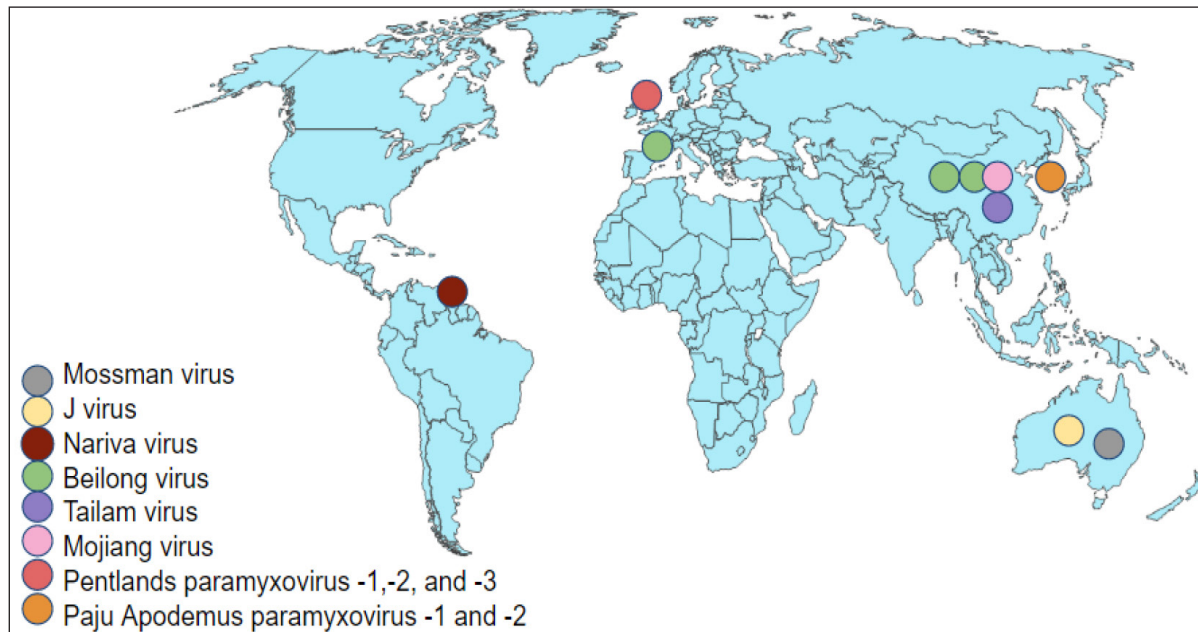 Mossman virus
J virus
Nariva virus
Beilong virus
Tailam virus
Mojiang virus
Pentlands paramyxovirus -1,-2, and -3
Paju Apodemus paramyxovirus -1 and -2